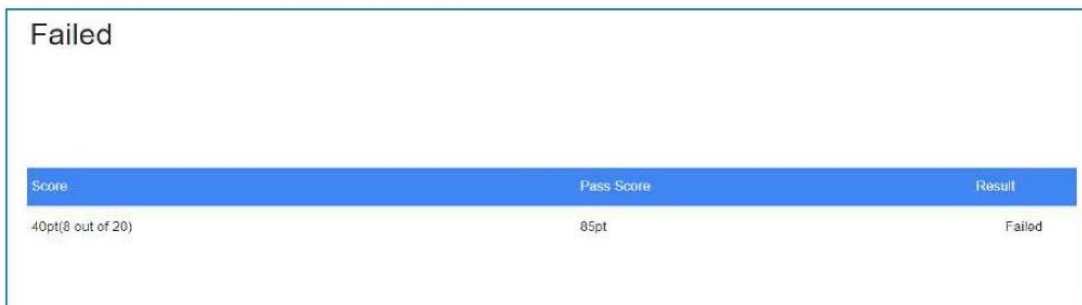 Failed
Score Pass Score Result
40pt(8 out of 20) 85pt Failed